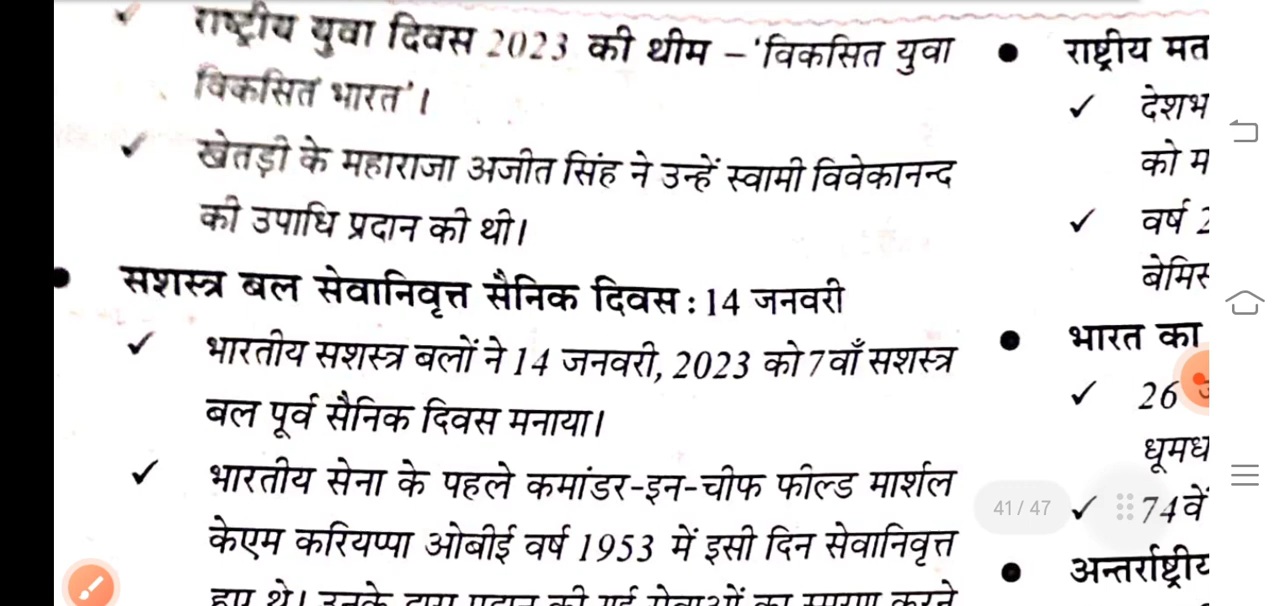 राष्ट्रीय युवा दिवस 2023 की थीम – 'विकसित युवा
विकसित भारत'।
✓ खेतड़ी के महाराजा अजीत सिंह ने उन्हें स्वामी विवेकानन्द
की उपाधि प्रदान की थी।
• सशस्त्र बल सेवानिवृत्त सैनिक दिवस : 14 जनवरी
✓ भारतीय सशस्त्र बलों ने 14 जनवरी, 2023 को 7वाँ सशस्त्र
बल पूर्व सैनिक दिवस मनाया।
✓ भारतीय सेना के पहले कमांडर-इन-चीफ फील्ड मार्शल
केएम करियप्पा ओबीई वर्ष 1953 में इसी दिन सेवानिवृत्त
• राष्ट्रीय मत
✓ देशभ
को म
✓ वर्ष 2
बेमिस
• भारत का
✓ 26
धूमध
✓ 74वें
• अन्तर्राष्ट्रीय
41 / 47